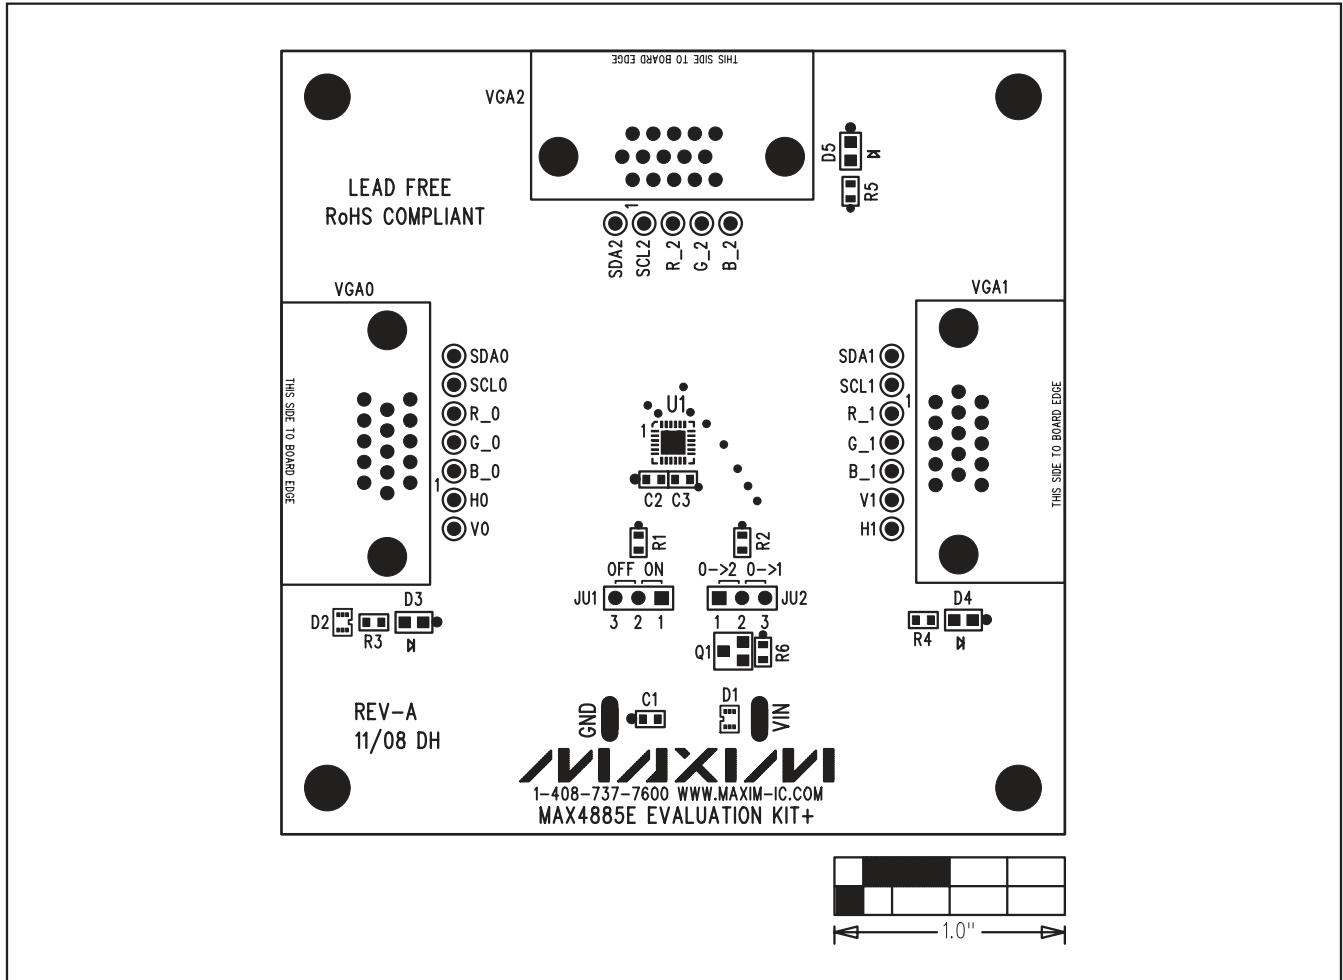 THIS SIDE TO BOARD EDGE
VGA2
D5
R5
LEAD FREE
RoHS COMPLIANT
1
SDA2
SCL2
R_2
G_2
B_2
VGA0
VGA1
THIS SIDE TO BOARD EDGE
SDA0
SCL0
R_0
G_0
B_0
1
H0
V0
U1
1
C2 C3
SDA1
SCL1
1
R_1
G_1
B_1
V1
H1
THIS SIDE TO BOARD EDGE
R1
R2
OFF ON
0->2 0->1
JU1
JU2
3 2 1
1 2 3
D2
D3
R3
D4
R4
Q1
R6
REV-A
11/08 DH
GND
C1
D1
VIN
MAXIM
1-408-737-7600 WWW.MAXIM-IC.COM
MAX4885E EVALUATION KIT+
1.0"